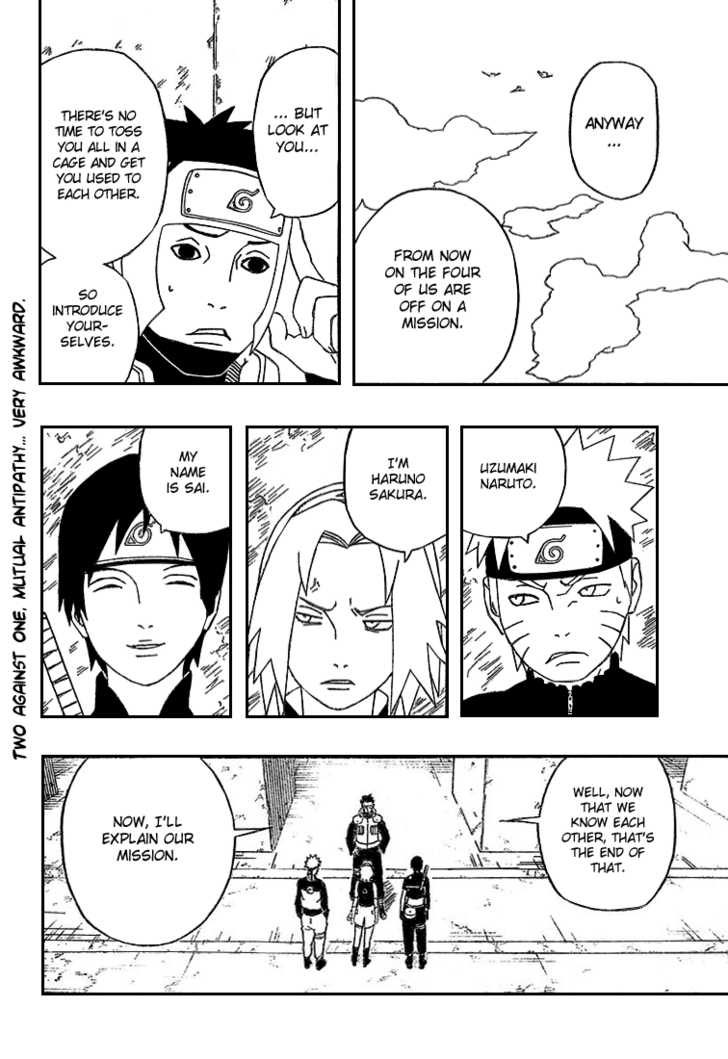 ANYWAY
...
FROM NOW
ON THE FOUR
OF US ARE
OFF ON A
MISSION.
... BUT
LOOK AT
YOU...
THERE'S NO
TIME TO TOSS
YOU ALL IN A
CAGE AND GET
YOU USED TO
EACH OTHER.
SO
INTRODUCE
YOUR-
SELVES.
UZUMAKI
NARUTO.
I'M
HARUNO
SAKURA.
MY
NAME
IS SAI.
WELL, NOW
THAT WE
KNOW EACH
OTHER, THAT'S
THE END OF
THAT.
NOW, I'LL
EXPLAIN OUR
MISSION.
TWO AGAINST ONE. MUTUAL ANTIPATHY... VERY AWKWARD.